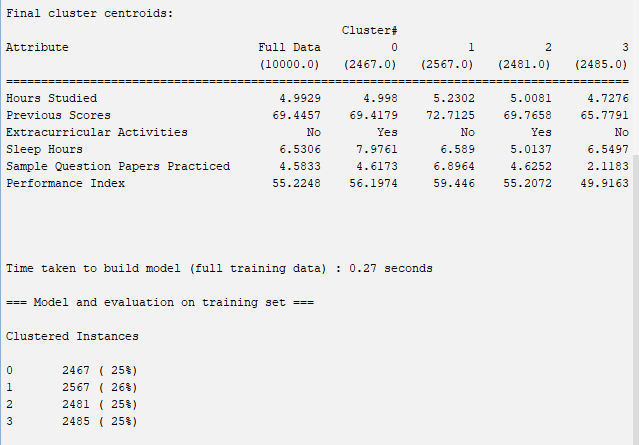 Final cluster centroids:
                                          Cluster#
Attribute                    Full Data          0          1          2          3
                             (10000.0)   (2467.0)   (2567.0)   (2481.0)   (2485.0)
===================================================================================
Hours Studied                   4.9929      4.998     5.2302     5.0081     4.7276
Previous Scores                69.4457    69.4179    72.7125    69.7658    65.7791
Extracurricular Activities          No        Yes         No        Yes         No
Sleep Hours                     6.5306     7.9761      6.589     5.0137     6.5497
Sample Question Papers Practiced     4.5833     4.6173     6.8964     4.6252     2.1183
Performance Index              55.2248    56.1974     59.446    55.2072    49.9163
Time taken to build model (full training data) : 0.27 seconds
=== Model and evaluation on training set ===
Clustered Instances
0       2467 ( 25%)
1       2567 ( 26%)
2       2481 ( 25%)
3       2485 ( 25%)